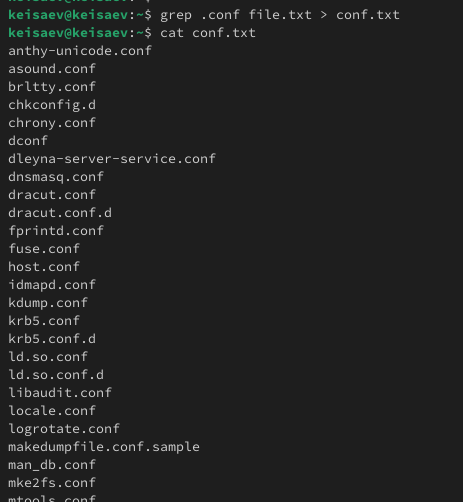 keisaev@keisaev:~$ grep .conf file.txt > conf.txt
keisaev@keisaev:~$ cat conf.txt
anthy-unicode.conf
asound.conf
brltty.conf
chkconfig.d
chrony.conf
dconf
dleyna-server-service.conf
dnsmasq.conf
dracut.conf
dracut.conf.d
fprintd.conf
fuse.conf
host.conf
idmapd.conf
kdump.conf
krb5.conf
krb5.conf.d
ld.so.conf
ld.so.conf.d
libaudit.conf
locale.conf
logrotate.conf
makedumpfile.conf.sample
man_db.conf
mke2fs.conf
mtools.conf